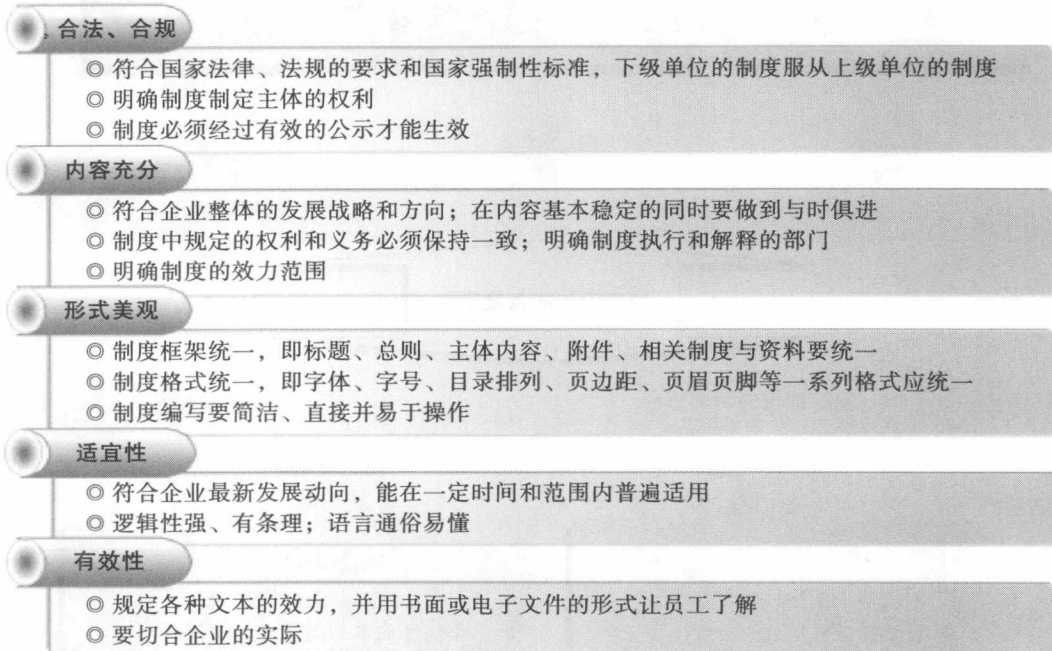 合法、合规
◎ 符合国家法律、法规的要求和国家强制性标准，下级单位的制度服从上级单位的制度
◎ 明确制度制定主体的权利
◎ 制度必须经过有效的公示才能生效
内容充分
◎ 符合企业整体的发展战略和方向；在内容基本稳定的同时要做到与时俱进
◎ 制度中规定的权利和义务必须保持一致；明确制度执行和解释的部门
◎ 明确制度的效力范围
形式美观
◎ 制度框架统一，即标题、总则、主体内容、附件、相关制度与资料要统一
◎ 制度格式统一，即字体、字号、目录排列、页边距、页眉页脚等一系列格式应统一
◎ 制度编写要简洁、直接并易于操作
适宜性
◎ 符合企业最新发展动向，能在一定时间和范围内普遍适用
◎ 逻辑性强、有条理；语言通俗易懂
有效性
◎ 规定各种文本的效力，并用书面或电子文件的形式让员工了解
◎ 要切合企业的实际